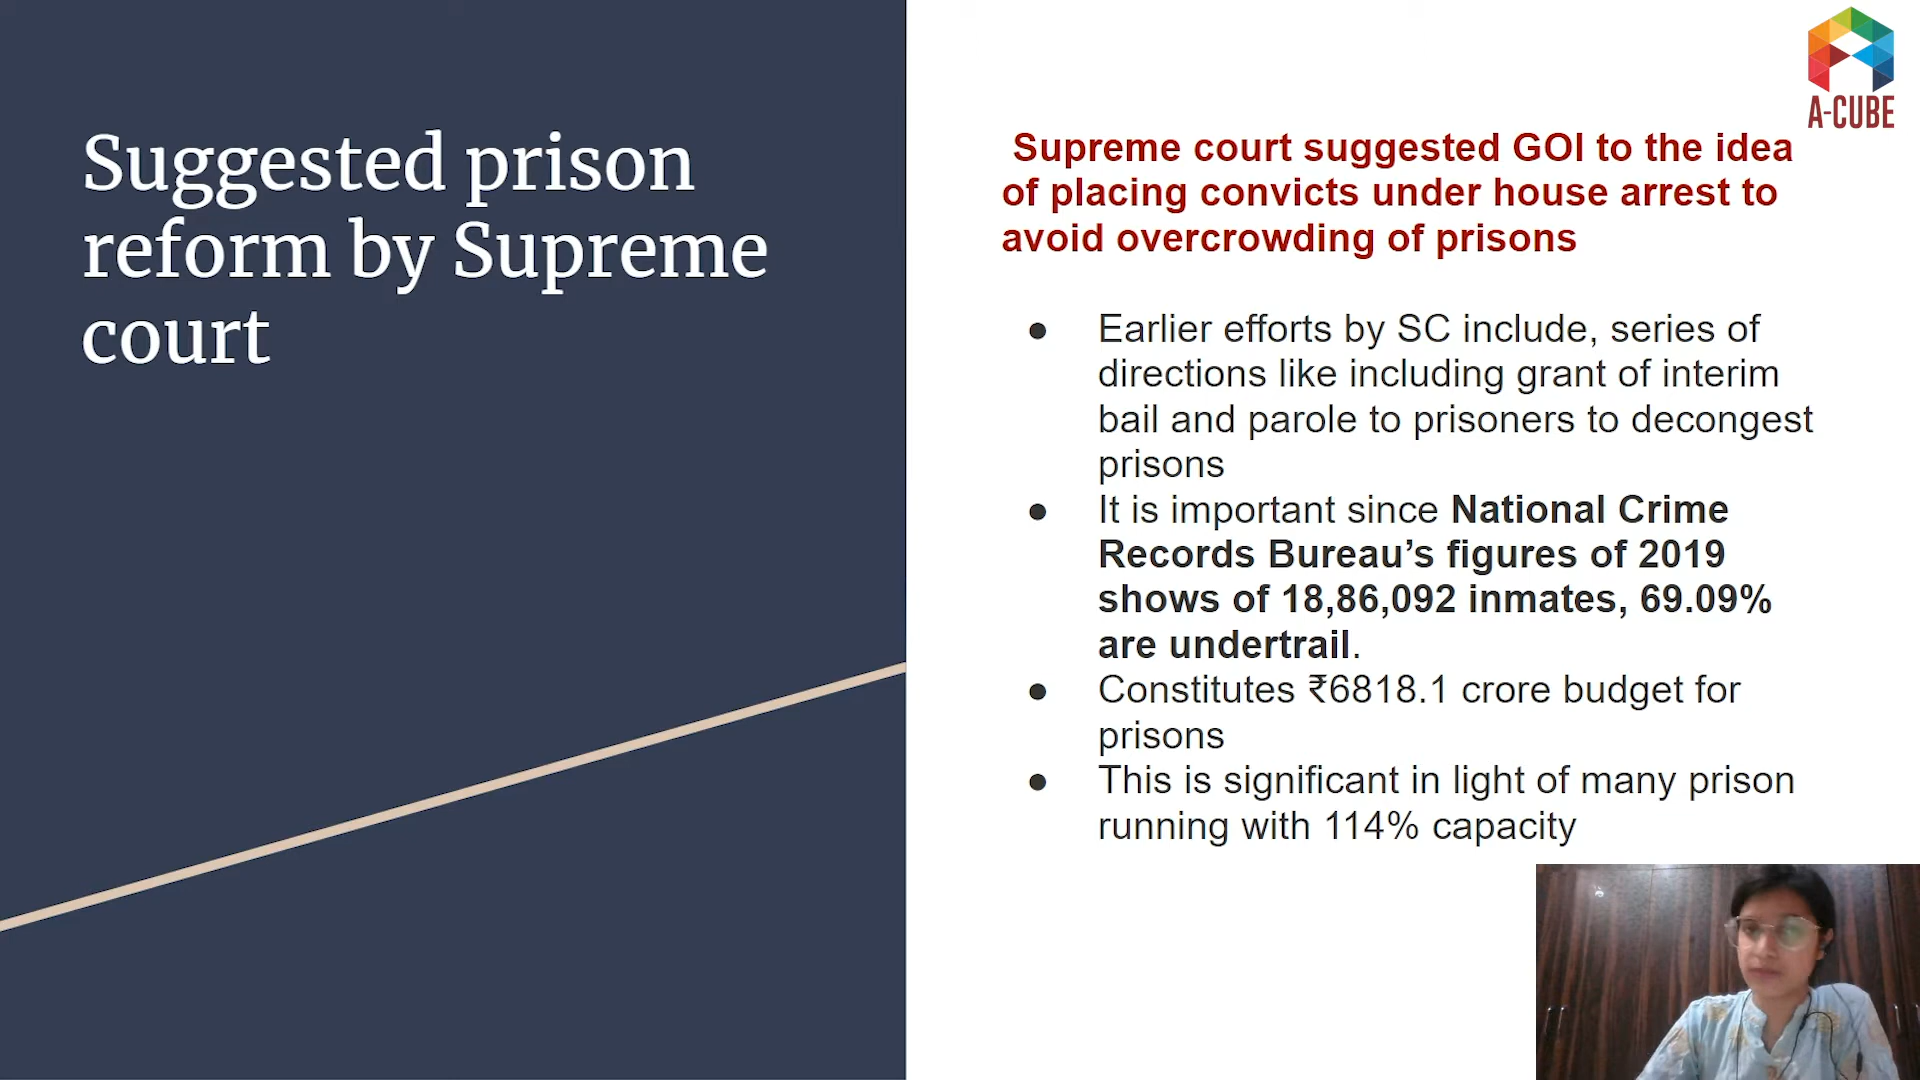 Suggested prison
reform by Supreme
court
A-CUBE
Supreme court suggested GOI to the idea
of placing convicts under house arrest to
avoid overcrowding of prisons
● Earlier efforts by SC include, series of
directions like including grant of interim
bail and parole to prisoners to decongest
prisons
● It is important since National Crime
Records Bureau’s figures of 2019
shows of 18,86,092 inmates, 69.09%
are undertrail.
● Constitutes ₹6818.1 crore budget for
prisons
● This is significant in light of many prison
running with 114% capacity